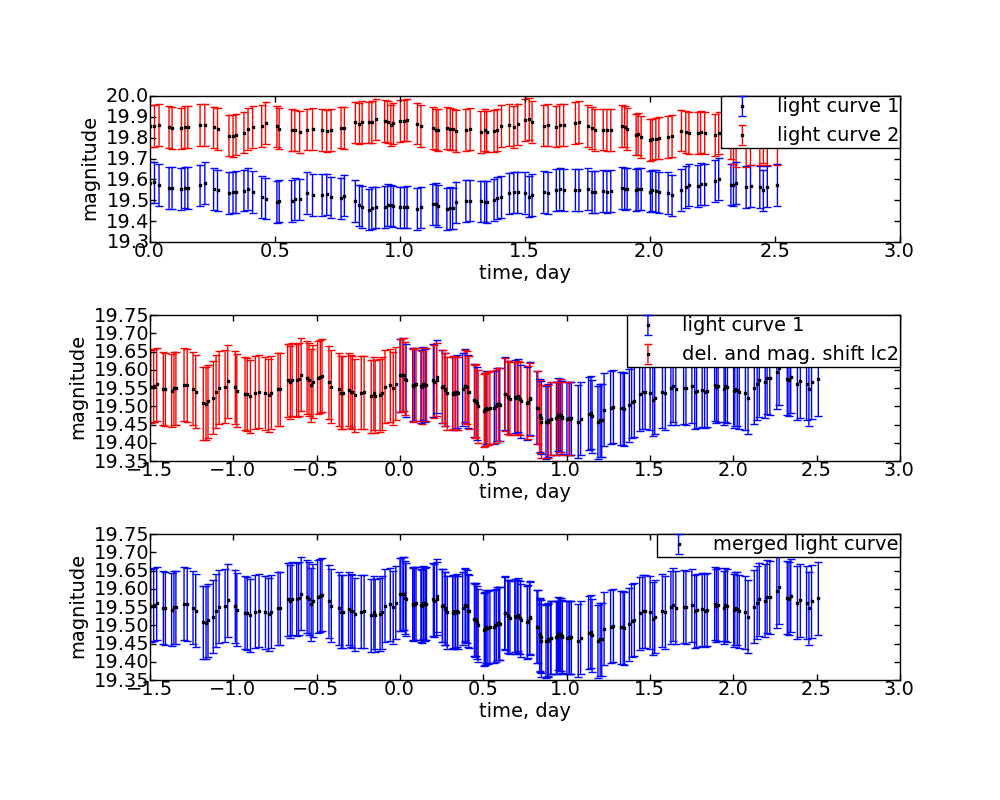 magnitude
20.0
19.9
19.8
19.7
19.6
19.5
19.4
19.3
light curve 1
light curve 2
0.0 0.5 1.0 1.5 2.0 2.5 3.0
time, day
magnitude
19.75
19.70
19.65
19.60
19.55
19.50
19.45
19.40
19.35
light curve 1
del. and mag. shift lc2
−1.5 −1.0 −0.5 0.0 0.5 1.0 1.5 2.0 2.5 3.0
time, day
magnitude
19.75
19.70
19.65
19.60
19.55
19.50
19.45
19.40
19.35
merged light curve
−1.5 −1.0 −0.5 0.0 0.5 1.0 1.5 2.0 2.5 3.0
time, day